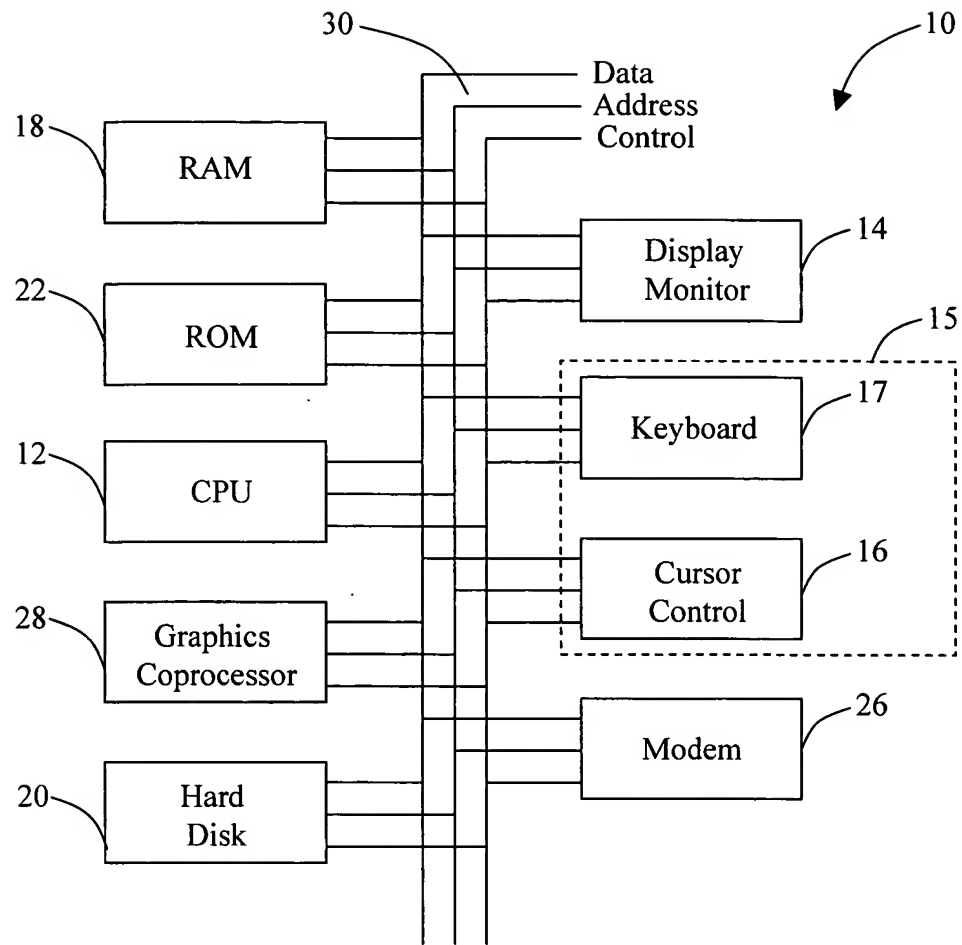 30
10
Data
Address
Control
18
RAM
14
Display
Monitor
22
ROM
15
17
Keyboard
12
CPU
16
Cursor
Control
28
Graphics
Coprocessor
26
Modem
20
Hard
Disk